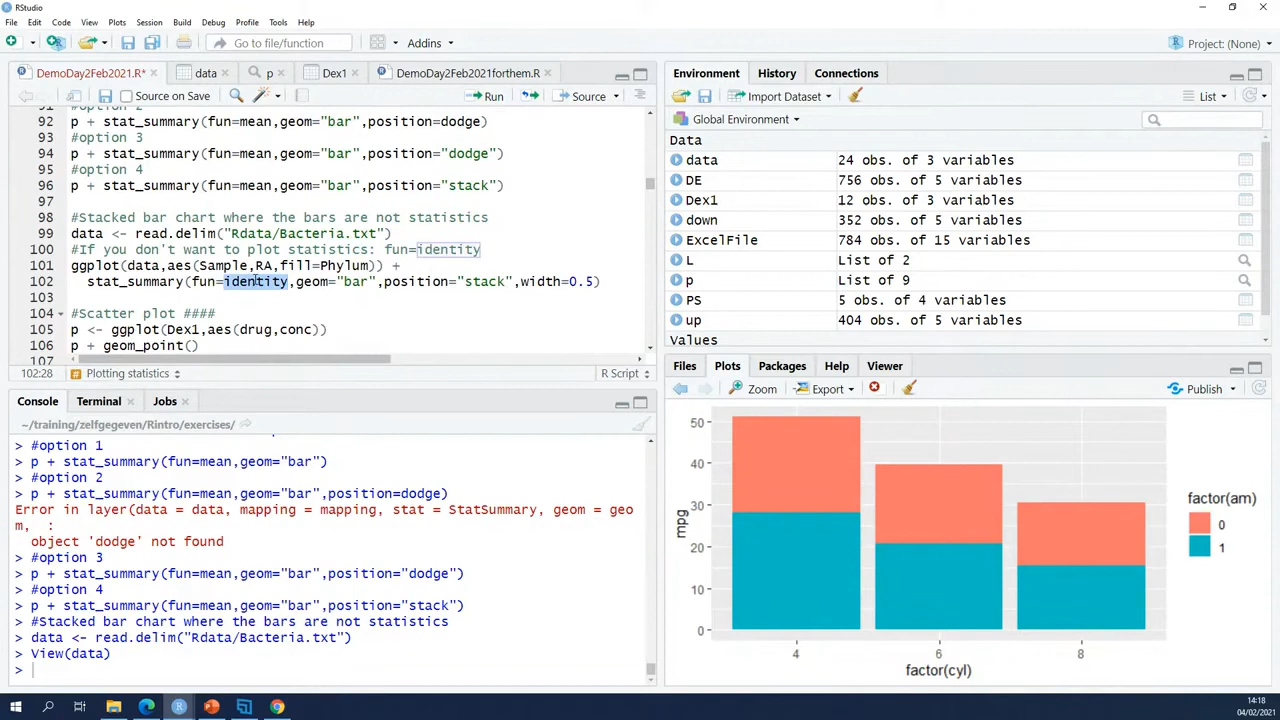 RStudio
File Edit Code View Plots Session Build Debug Profile Tools Help
Go to file/function Addins Project: (None)
DemoDay2Feb2021.R* data p Dex1 DemoDay2Feb2021forthem.R
Source on Save Run Source
91 #option 2
92 p + stat_summary(fun=mean,geom="bar",position=dodge)
93 #option 3
94 p + stat_summary(fun=mean,geom="bar",position="dodge")
95 #option 4
96 p + stat_summary(fun=mean,geom="bar",position="stack")
97
98 #Stacked bar chart where the bars are not statistics
99 data <- read.delim("Rdata/Bacteria.txt")
100 #If you don't want to plot statistics: fun=identity
101 ggplot(data,aes(Sample,RA,fill=Phylum)) +
102 stat_summary(fun=identity,geom="bar",position="stack",width=0.5)
103
104 #Scatter plot ####
105 p <- ggplot(Dex1,aes(drug,conc))
106 p + geom_point()
107
102:28 Plotting statistics R Script
Console Terminal Jobs
~/training/zelfgegeven/Rintro/exercises/
> #option 1
> p + stat_summary(fun=mean,geom="bar")
> #option 2
> p + stat_summary(fun=mean,geom="bar",position=dodge)
Error in layer(data = data, mapping = mapping, stat = StatSummary, geom = geo
m, :
object 'dodge' not found
> #option 3
> p + stat_summary(fun=mean,geom="bar",position="dodge")
> #option 4
> p + stat_summary(fun=mean,geom="bar",position="stack")
> #Stacked bar chart where the bars are not statistics
> data <- read.delim("Rdata/Bacteria.txt")
> View(data)
>
Environment History Connections
Import Dataset List
Global Environment
Data
data 24 obs. of 3 variables
DE 756 obs. of 5 variables
Dex1 12 obs. of 3 variables
down 352 obs. of 5 variables
ExcelFile 784 obs. of 15 variables
L List of 2
p List of 9
PS 5 obs. of 4 variables
up 404 obs. of 5 variables
Values
Files Plots Packages Help Viewer
Zoom Export Publish
50
40
30
20
10
0
mpg
4 6 8
factor(cyl)
factor(am)
0
1
14:18
04/02/2021